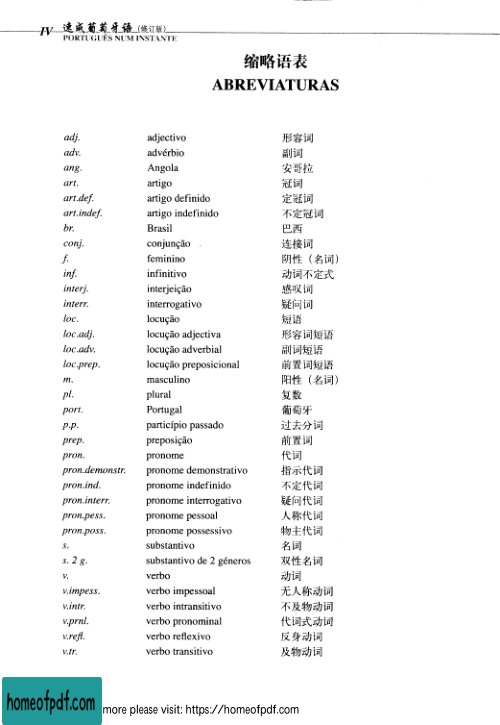 IV 速成葡萄牙语（修订版）
PORTUGUÊS NUM INSTANTE
缩略语表
ABREVIATURAS
adj. adjectivo 形容词
adv. advérbio 副词
ang. Angola 安哥拉
art. artigo 冠词
art.def. artigo definido 定冠词
art.indef. artigo indefinido 不定冠词
br. Brasil 巴西
conj. conjunção 连接词
f. feminino 阴性（名词）
inf. infinitivo 动词不定式
interj. interjeição 感叹词
interr. interrogativo 疑问词
loc. locução 短语
loc.adj. locução adjectiva 形容词短语
loc.adv. locução adverbial 副词短语
loc.prep. locução preposicional 前置词短语
m. masculino 阳性（名词）
pl. plural 复数
port. Portugal 葡萄牙
p.p. particípio passado 过去分词
prep. preposição 前置词
pron. pronome 代词
pron.demonstr. pronome demonstrativo 指示代词
pron.ind. pronome indefinido 不定代词
pron.interr. pronome interrogativo 疑问代词
pron.pess. pronome pessoal 人称代词
pron.poss. pronome possessivo 物主代词
s. substantivo 名词
s. 2 g. substantivo de 2 géneros 双性名词
v. verbo 动词
v.impess. verbo impessoal 无人称动词
v.intr. verbo intransitivo 不及物动词
v.prnl. verbo pronominal 代词式动词
v.refl. verbo reflexivo 反身动词
v.tr. verbo transitivo 及物动词
homeofpdf.com more please visit: https://homeofpdf.com